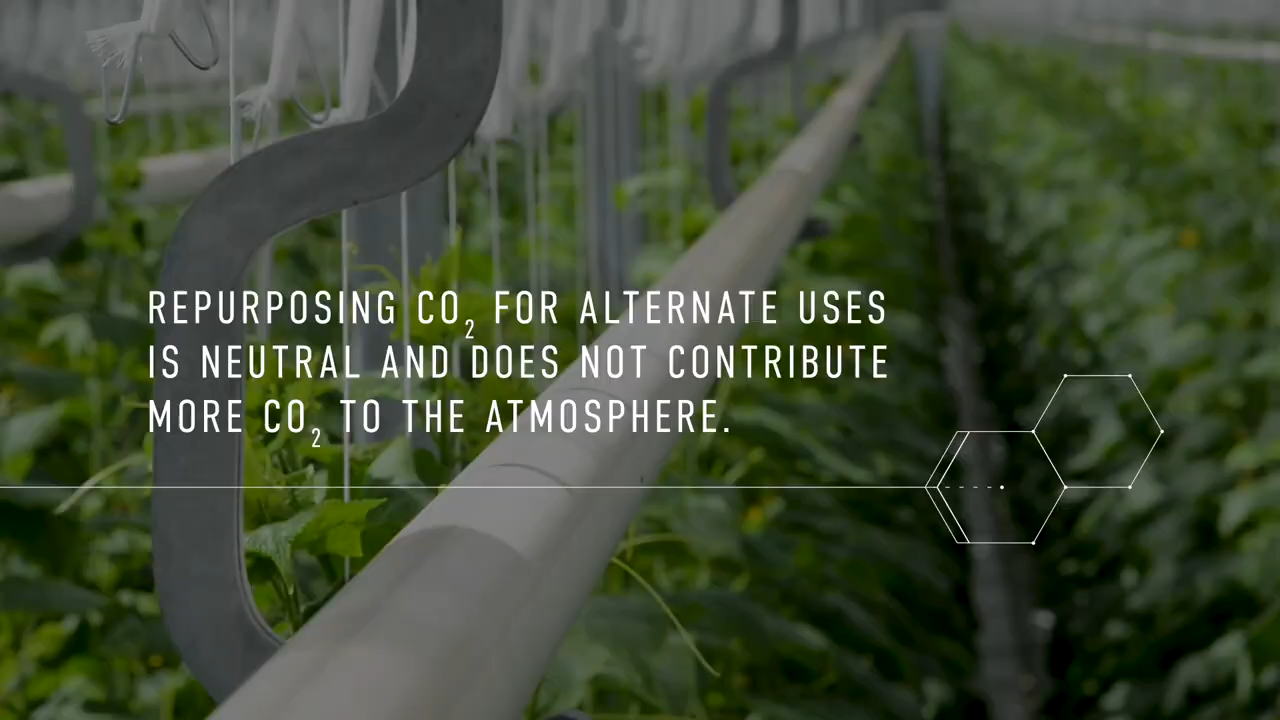 REPURPOSING CO₂ FOR ALTERNATE USES
IS NEUTRAL AND DOES NOT CONTRIBUTE
MORE CO₂ TO THE ATMOSPHERE.